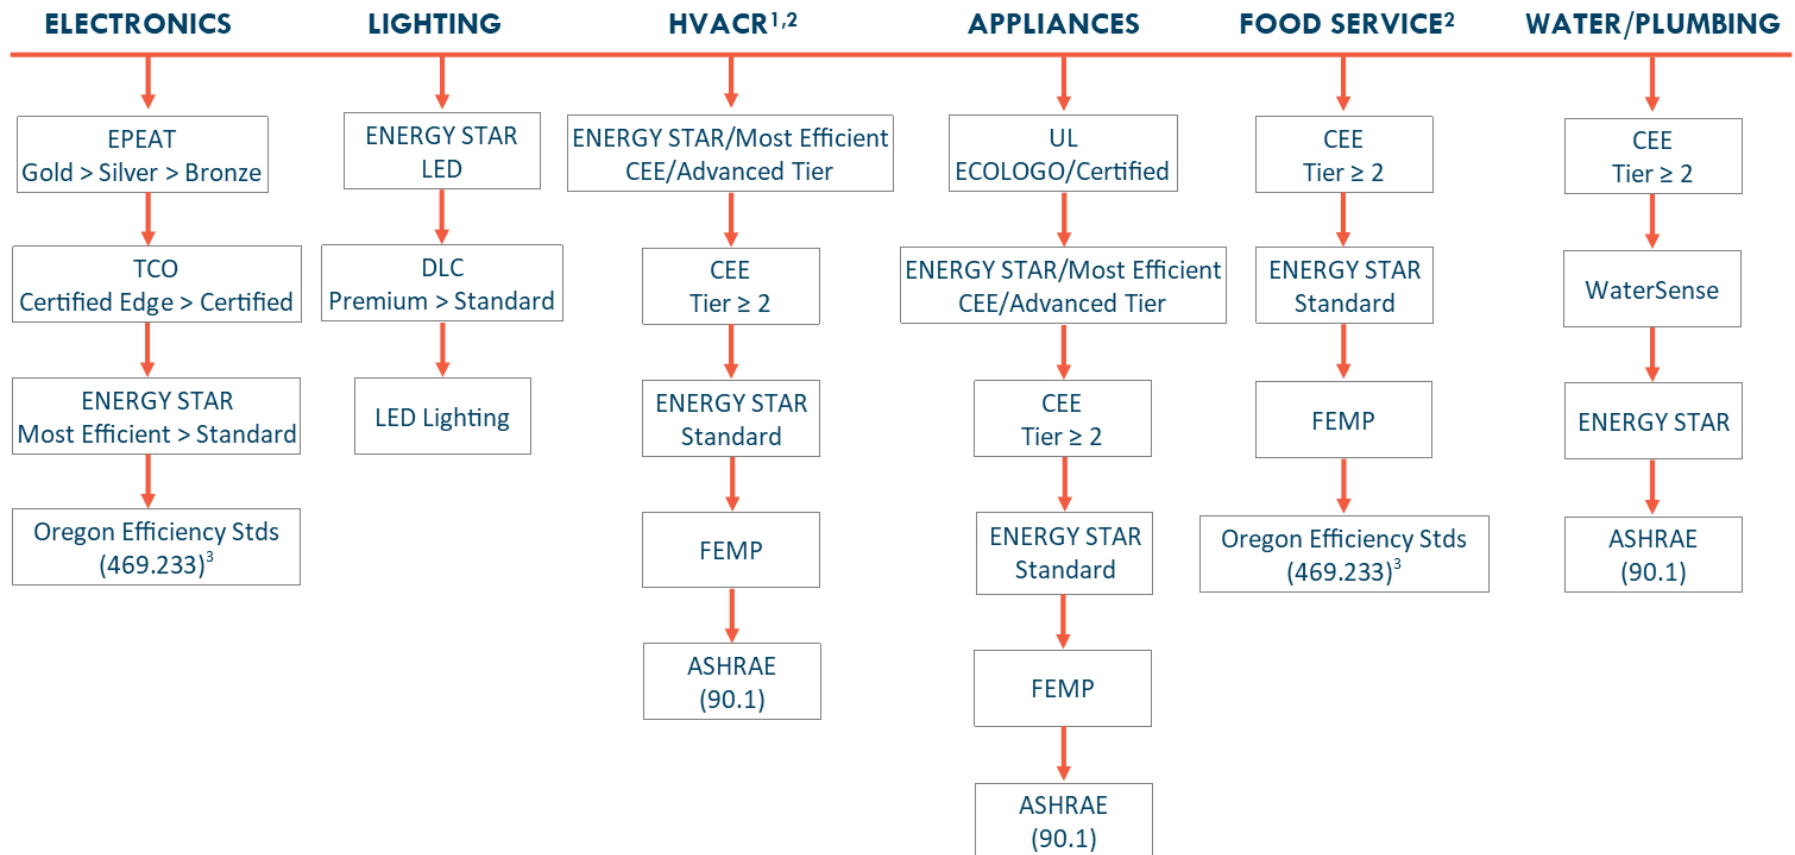 ELECTRONICS
EPEAT
Gold > Silver > Bronze
TCO
Certified Edge > Certified
ENERGY STAR
Most Efficient > Standard
Oregon Efficiency Stds
(469.233)³
LIGHTING
ENERGY STAR
LED
DLC
Premium > Standard
LED Lighting
HVACR¹,²
ENERGY STAR/Most Efficient
CEE/Advanced Tier
CEE
Tier ≥ 2
ENERGY STAR
Standard
FEMP
ASHRAE
(90.1)
APPLIANCES
UL
ECOLOGO/Certified
ENERGY STAR/Most Efficient
CEE/Advanced Tier
CEE
Tier ≥ 2
ENERGY STAR
Standard
FEMP
ASHRAE
(90.1)
FOOD SERVICE²
CEE
Tier ≥ 2
ENERGY STAR
Standard
FEMP
Oregon Efficiency Stds
(469.233)³
WATER/PLUMBING
CEE
Tier ≥ 2
WaterSense
ENERGY STAR
ASHRAE
(90.1)